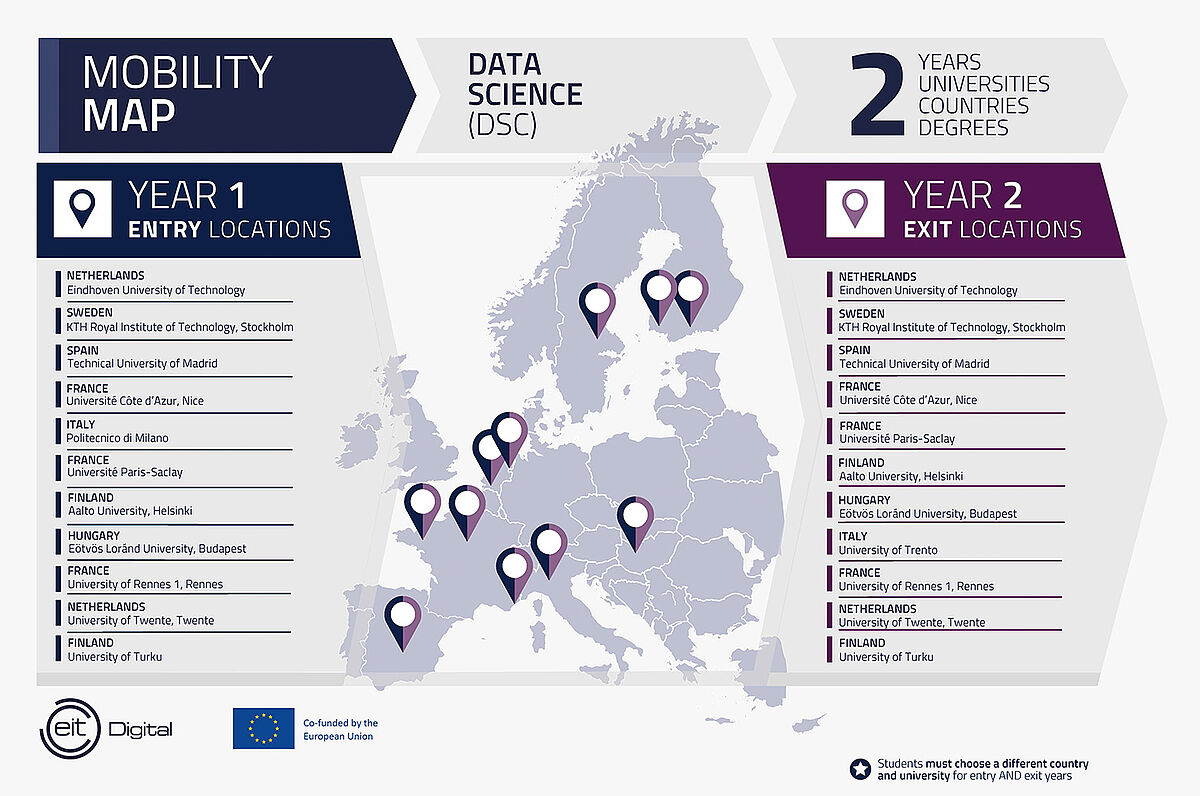 MOBILITY
MAP
DATA
SCIENCE
(DSC)
2
YEARS
UNIVERSITIES
COUNTRIES
DEGREES
YEAR 1
ENTRY LOCATIONS
NETHERLANDS
Eindhoven University of Technology
SWEDEN
KTH Royal Institute of Technology, Stockholm
SPAIN
Technical University of Madrid
FRANCE
Université Côte d'Azur, Nice
ITALY
Politecnico di Milano
FRANCE
Université Paris-Saclay
FINLAND
Aalto University, Helsinki
HUNGARY
Eötvös Loránd University, Budapest
FRANCE
University of Rennes 1, Rennes
NETHERLANDS
University of Twente, Twente
FINLAND
University of Turku
YEAR 2
EXIT LOCATIONS
NETHERLANDS
Eindhoven University of Technology
SWEDEN
KTH Royal Institute of Technology, Stockholm
SPAIN
Technical University of Madrid
FRANCE
Université Côte d'Azur, Nice
FRANCE
Université Paris-Saclay
FINLAND
Aalto University, Helsinki
HUNGARY
Eötvös Loránd University, Budapest
ITALY
University of Trento
FRANCE
University of Rennes 1, Rennes
NETHERLANDS
University of Twente, Twente
FINLAND
University of Turku
eit Digital
Co-funded by the
European Union
Students must choose a different country
and university for entry AND exit years